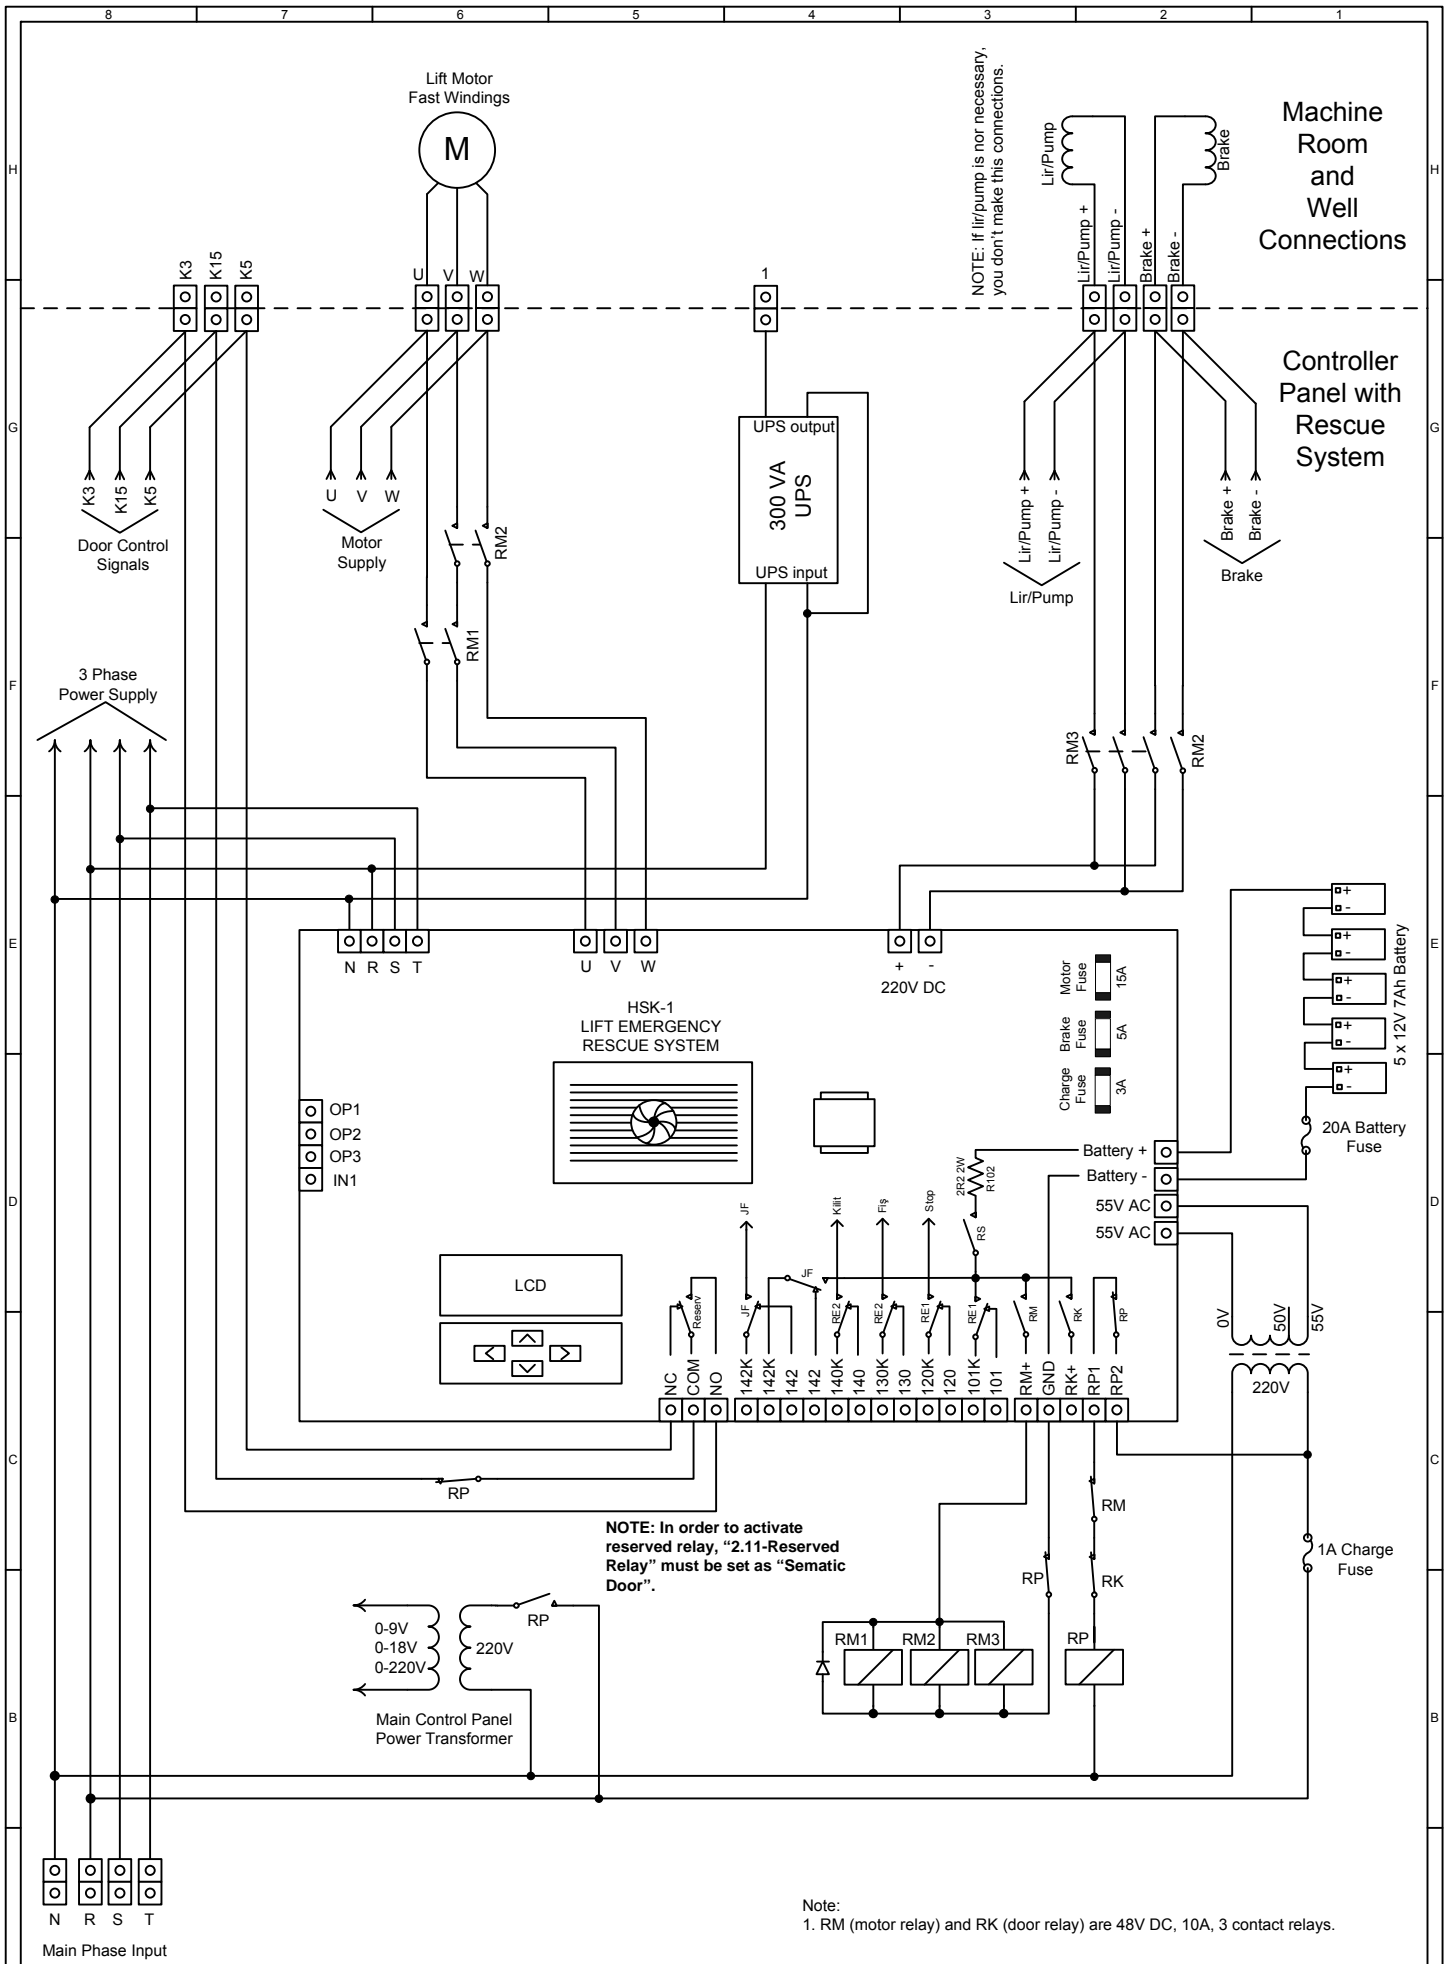 8 7 6 5 4 3 2 1
Lift Motor
Fast Windings
M
NOTE: If lir/pump is nor necessary,
you don't make this connections.
Lir/Pump
Brake
Machine
Room
and
Well
Connections
H
H
K3
K15
K5
U
V
W
1
Lir/Pump +
Lir/Pump -
Brake +
Brake -
Controller
Panel with
Rescue
System
G
G
UPS output
300 VA
UPS
UPS input
K3
K15
K5
Door Control
Signals
U V W
Motor
Supply
RM2
RM1
Lir/Pump +
Lir/Pump -
Lir/Pump
Brake +
Brake -
Brake
3 Phase
Power Supply
F
F
RM3
RM2
E
E
N R S T
U V W
+ -
220V DC
HSK-1
LIFT EMERGENCY
RESCUE SYSTEM
Motor
Fuse
15A
Brake
Fuse
5A
Charge
Fuse
3A
+
-
+
-
+
-
+
-
+
-
5 x 12V 7Ah Battery
20A Battery
Fuse
OP1
OP2
OP3
IN1
Battery +
Battery -
55V AC
55V AC
D
D
2R2 2W
R102
RS
JF
Kilit
Fiş
Stop
JF
LCD
Reserv
JF
RE2
RE2
RE1
RE1
RM
RK
RP
0V
50V
55V
220V
NC
COM
NO
142K
142K
142
142
140K
140
130K
130
120K
120
101K
101
RM+
GND
RK+
RP1
RP2
C
C
RP
RM
RP
RK
NOTE: In order to activate
reserved relay, “2.11-Reserved
Relay” must be set as “Sematic
Door”.
1A Charge
Fuse
0-9V
0-18V
0-220V
220V
RP
Main Control Panel
Power Transformer
RM1
RM2
RM3
RP
B
B
N R S T
Main Phase Input
Note:
1. RM (motor relay) and RK (door relay) are 48V DC, 10A, 3 contact relays.